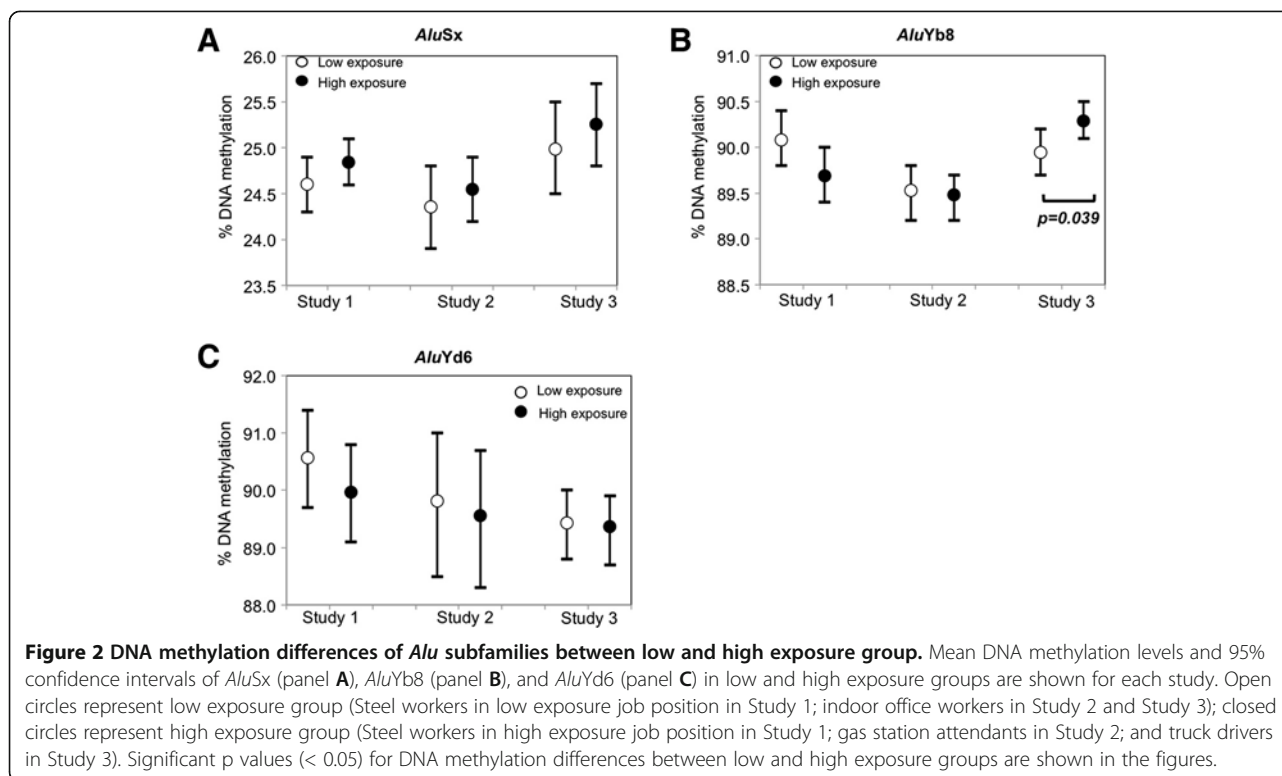 A
AluSx
Low exposure
High exposure
26.0
25.5
25.0
24.5
24.0
23.5
% DNA methylation
Study 1
Study 2
Study 3
B
AluYb8
Low exposure
High exposure
91.0
90.5
90.0
89.5
89.0
88.5
% DNA methylation
p=0.039
Study 1
Study 2
Study 3
C
AluYd6
Low exposure
High exposure
92.0
91.0
90.0
89.0
88.0
% DNA methylation
Study 1
Study 2
Study 3
Figure 2 DNA methylation differences of Alu subfamilies between low and high exposure group. Mean DNA methylation levels and 95%
confidence intervals of AluSx (panel A), AluYb8 (panel B), and AluYd6 (panel C) in low and high exposure groups are shown for each study. Open
circles represent low exposure group (Steel workers in low exposure job position in Study 1; indoor office workers in Study 2 and Study 3); closed
circles represent high exposure group (Steel workers in high exposure job position in Study 1; gas station attendants in Study 2; and truck drivers
in Study 3). Significant p values (< 0.05) for DNA methylation differences between low and high exposure groups are shown in the figures.